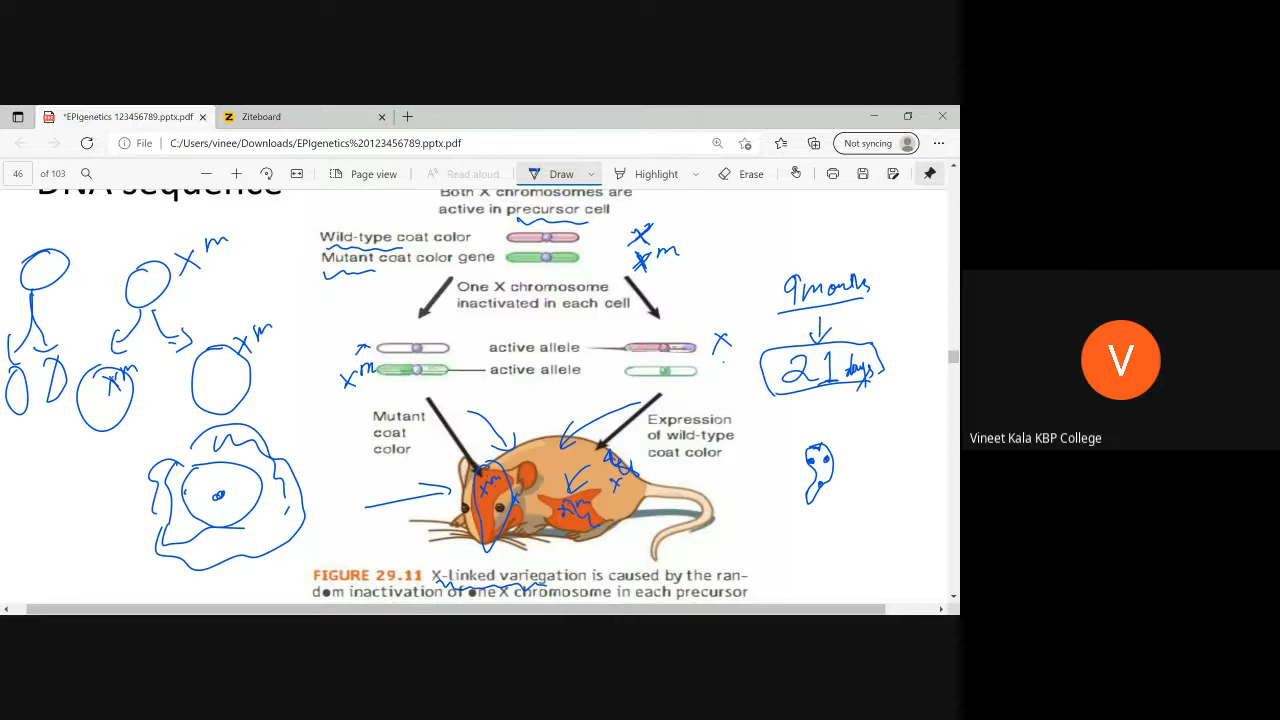 *EPIgenetics 123456789.pptx.pdf
Ziteboard
File
C:/Users/vinee/Downloads/EPIgenetics%20123456789.pptx.pdf
Not syncing
46 of 103
Page view
Read aloud
Draw
Highlight
Erase
DNA sequence
Both X chromosomes are
active in precursor cell
Wild-type coat color
Mutant coat color gene
X
X m
X m
9 months
One X chromosome
inactivated in each cell
X m
active allele
X
X m
active allele
X m
21 days
Mutant
coat
color
Expression
of wild-type
coat color
X m
X
X m
X
FIGURE 29.11 X-linked variegation is caused by the ran-
dom inactivation of one X chromosome in each precursor
V
Vineet Kala KBP College